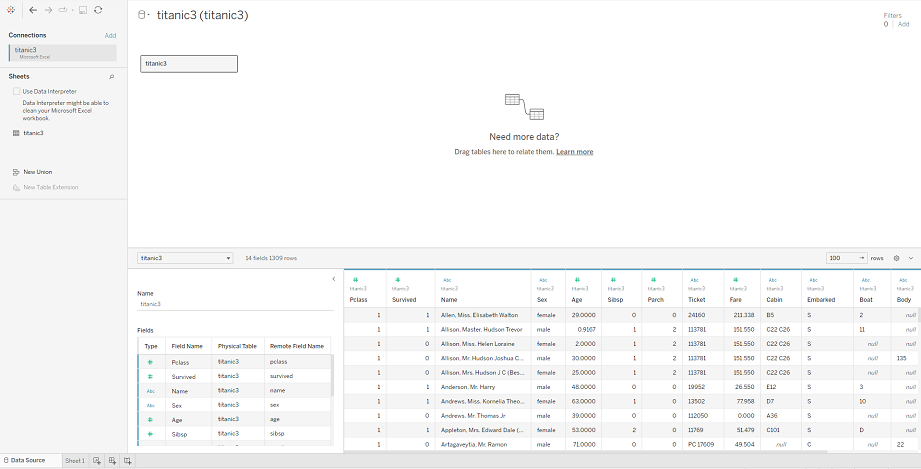 titanic3 (titanic3)
Filters
0 | Add
Connections Add
titanic3
Microsoft Excel
Sheets
Use Data Interpreter
Data Interpreter might be able to
clean your Microsoft Excel
workbook.
titanic3
New Union
New Table Extension
titanic3
Need more data?
Drag tables here to relate them. Learn more
titanic3 14 fields 1309 rows 100 rows
Name
titanic3
Fields
Type Field Name Physical Table Remote Field Name
Pclass titanic3 pclass
Survived titanic3 survived
Abc Name titanic3 name
Abc Sex titanic3 sex
Age titanic3 age
Sibsp titanic3 sibsp
# # Abc Abc # # # Abc # Abc Abc Abc Abc
titanic3 titanic3 titanic3 titanic3 titanic3 titanic3 titanic3 titanic3 titanic3 titanic3 titanic3 titanic3 titanic3
Pclass Survived Name Sex Age Sibsp Parch Ticket Fare Cabin Embarked Boat Body
1 1 Allen, Miss. Elisabeth Walton female 29.0000 0 0 24160 211.338 B5 S 2 null
1 1 Allison, Master. Hudson Trevor male 0.9167 1 2 113781 151.550 C22 C26 S 11 null
1 0 Allison, Miss. Helen Loraine female 2.0000 1 2 113781 151.550 C22 C26 S null null
1 0 Allison, Mr. Hudson Joshua C... male 30.0000 1 2 113781 151.550 C22 C26 S null 135
1 0 Allison, Mrs. Hudson J C (Bes... female 25.0000 1 2 113781 151.550 C22 C26 S null null
1 1 Anderson, Mr. Harry male 48.0000 0 0 19952 26.550 E12 S 3 null
1 1 Andrews, Miss. Kornelia Theo... female 63.0000 1 0 13502 77.958 D7 S 10 null
1 0 Andrews, Mr. Thomas Jr male 39.0000 0 0 112050 0.000 A36 S null null
1 1 Appleton, Mrs. Edward Dale (... female 53.0000 2 0 11769 51.479 C101 S D null
1 0 Artagaveytia, Mr. Ramon male 71.0000 0 0 PC 17609 49.504 null C null 22
Data Source Sheet 1